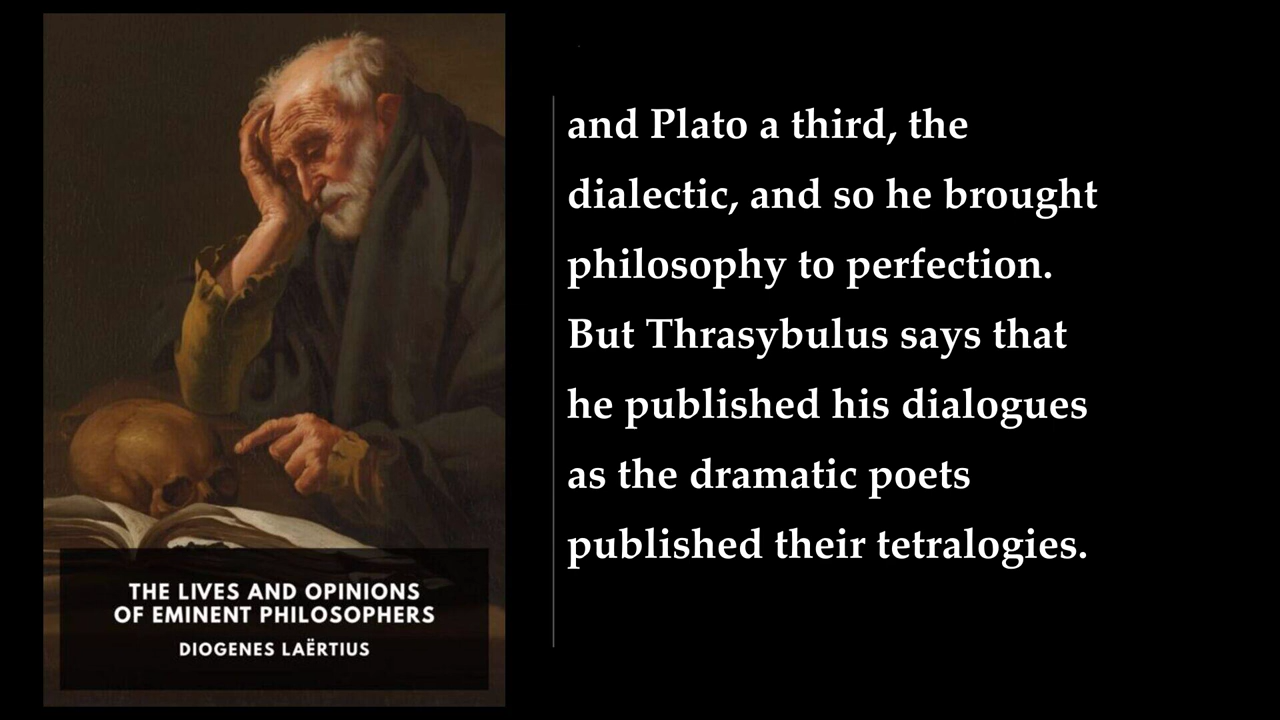 and Plato a third, the
dialectic, and so he brought
philosophy to perfection.
But Thrasybulus says that
he published his dialogues
as the dramatic poets
published their tetralogies.
THE LIVES AND OPINIONS
OF EMINENT PHILOSOPHERS
DIOGENES LAËRTIUS